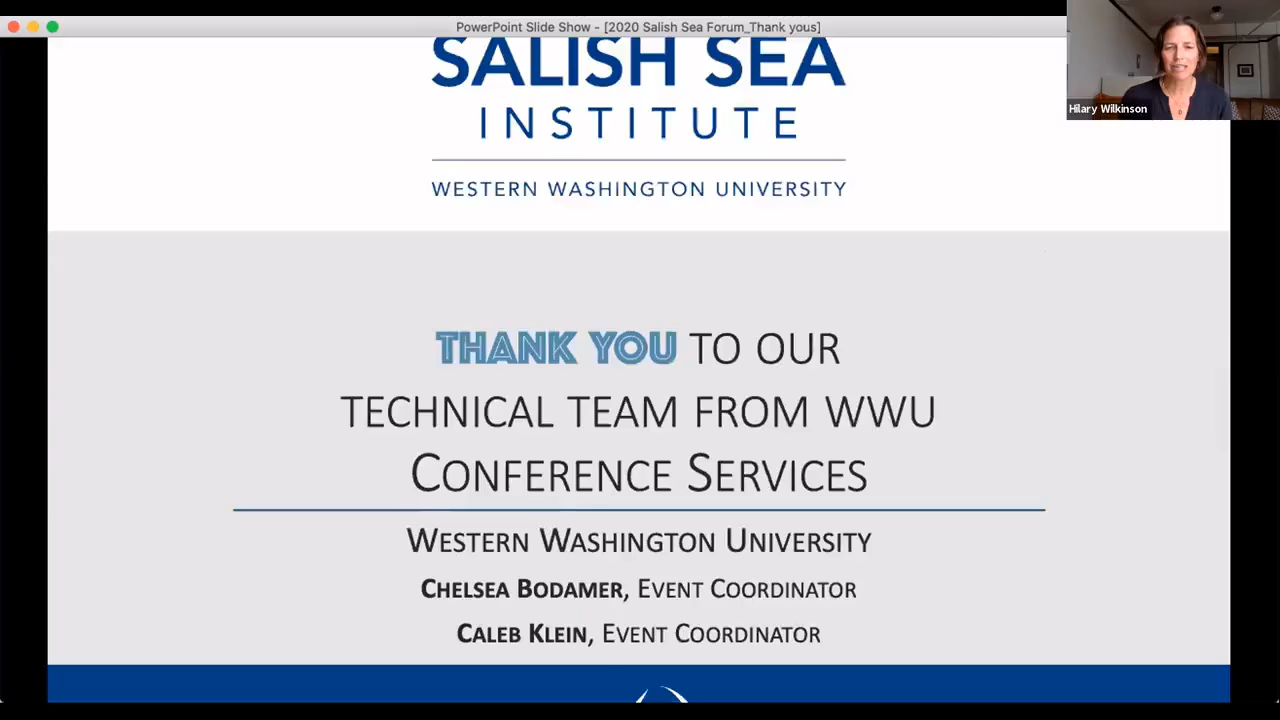 PowerPoint Slide Show - [2020 Salish Sea Forum_Thank yous]
Hilary Wilkinson
SALISH SEA
INSTITUTE
WESTERN WASHINGTON UNIVERSITY
THANK YOU TO OUR
TECHNICAL TEAM FROM WWU
CONFERENCE SERVICES
WESTERN WASHINGTON UNIVERSITY
CHELSEA BODAMER, EVENT COORDINATOR
CALEB KLEIN, EVENT COORDINATOR